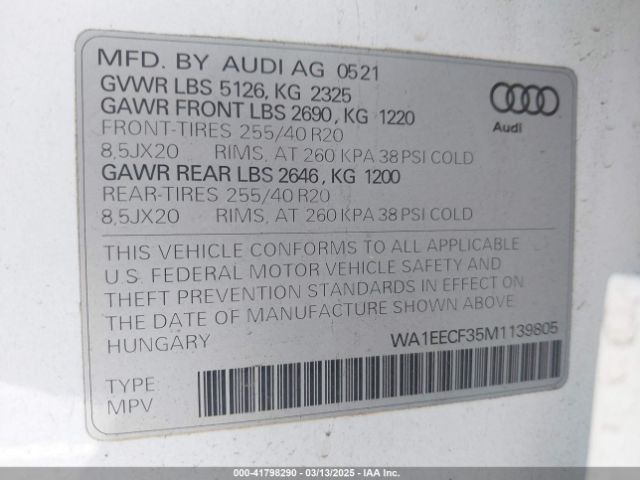 MFD. BY AUDI AG 0521
GVWR LBS 5126, KG 2325
GAWR FRONT LBS 2690, KG 1220
FRONT-TIRES 255/40 R20
8,5JX20 RIMS, AT 260 KPA 38 PSI COLD
GAWR REAR LBS 2646, KG 1200
REAR-TIRES 255/40 R20
8,5JX20 RIMS, AT 260 KPA 38 PSI COLD
Audi
THIS VEHICLE CONFORMS TO ALL APPLICABLE
U.S. FEDERAL MOTOR VEHICLE SAFETY AND
THEFT PREVENTION STANDARDS IN EFFECT ON
THE DATE OF MANUFACTURE SHOWN ABOVE.
HUNGARY WA1EECF35M1139805
TYPE
MPV
000-41798290 - 03/13/2025 - IAA